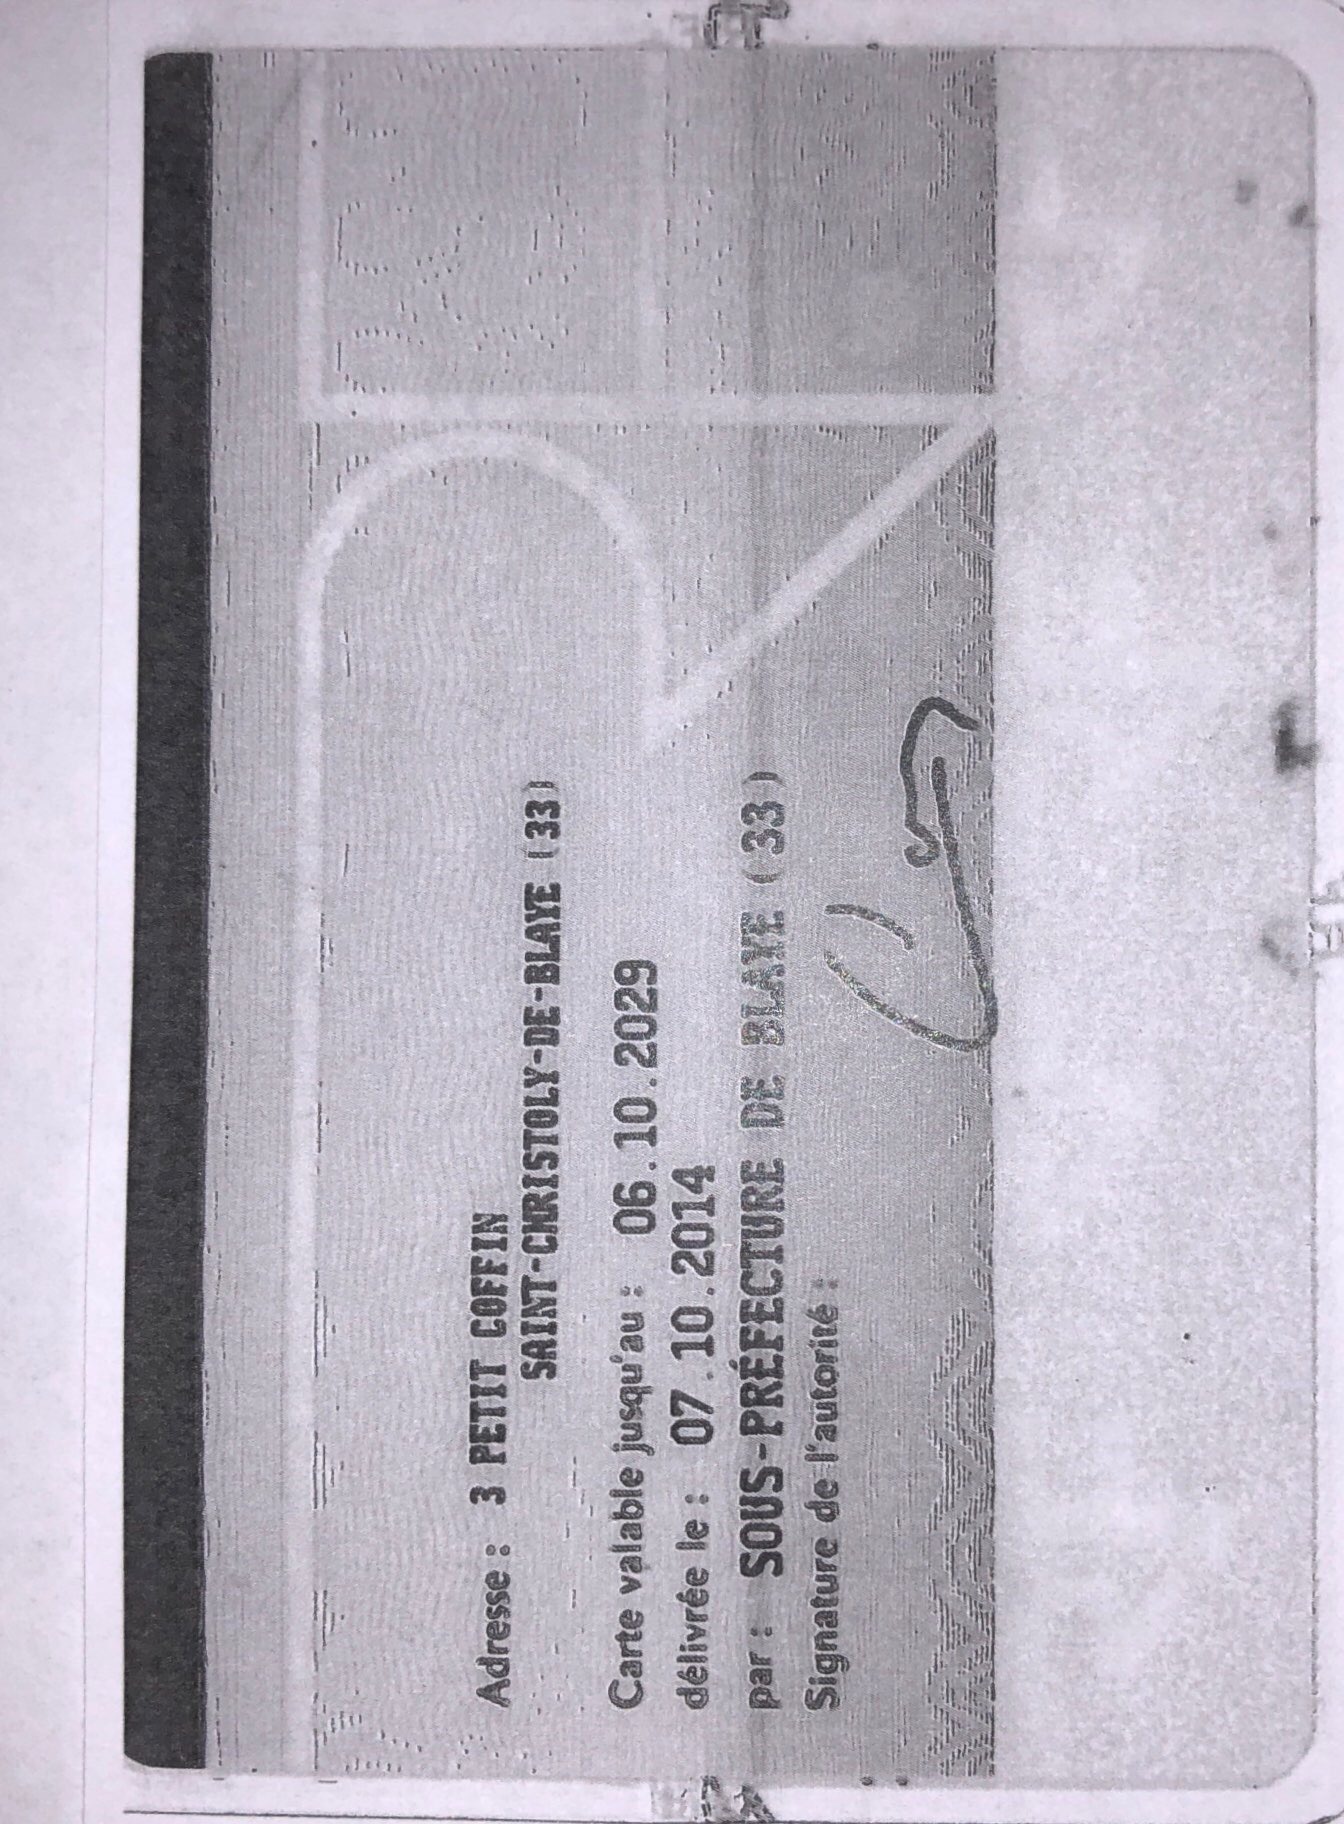 Adresse : 3 PETIT COFFIN
SAINT-CHRISTOLY-DE-BLAYE (33)
Carte valable jusqu'au : 06.10.2029
délivrée le : 07.10.2014
par : SOUS-PRÉFECTURE DE BLAYE (33)
Signature de l'autorité :